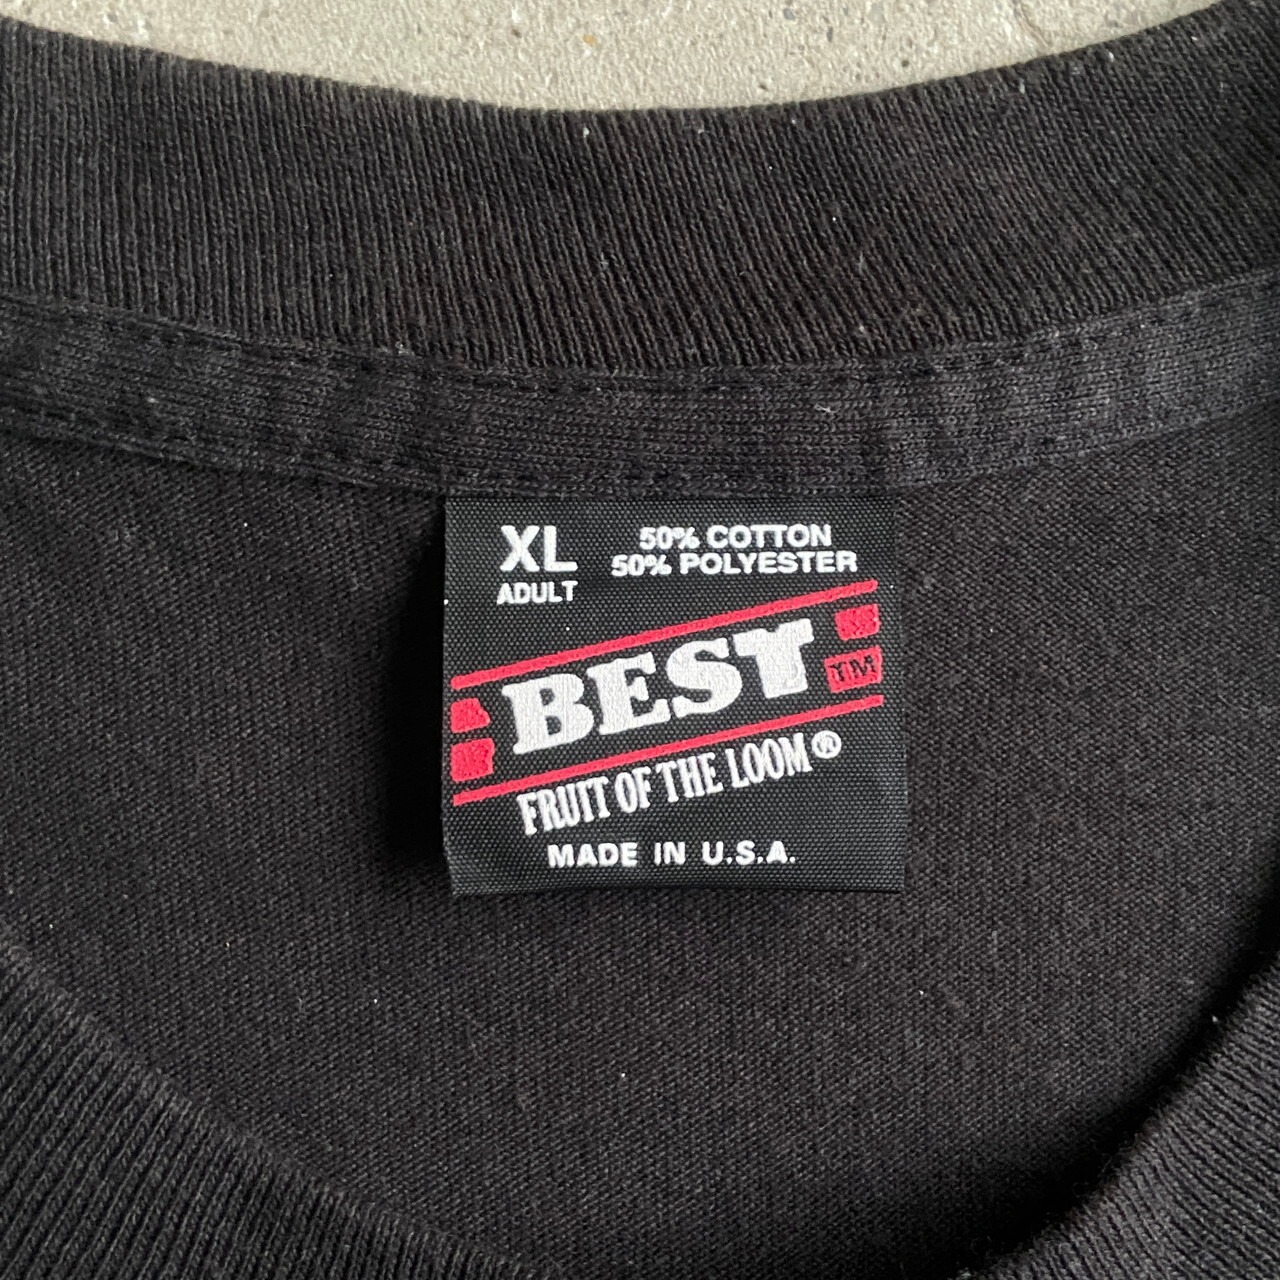 XL
ADULT
50% COTTON
50% POLYESTER
BEST
TM
FRUIT OF THE LOOM®
MADE IN U.S.A.